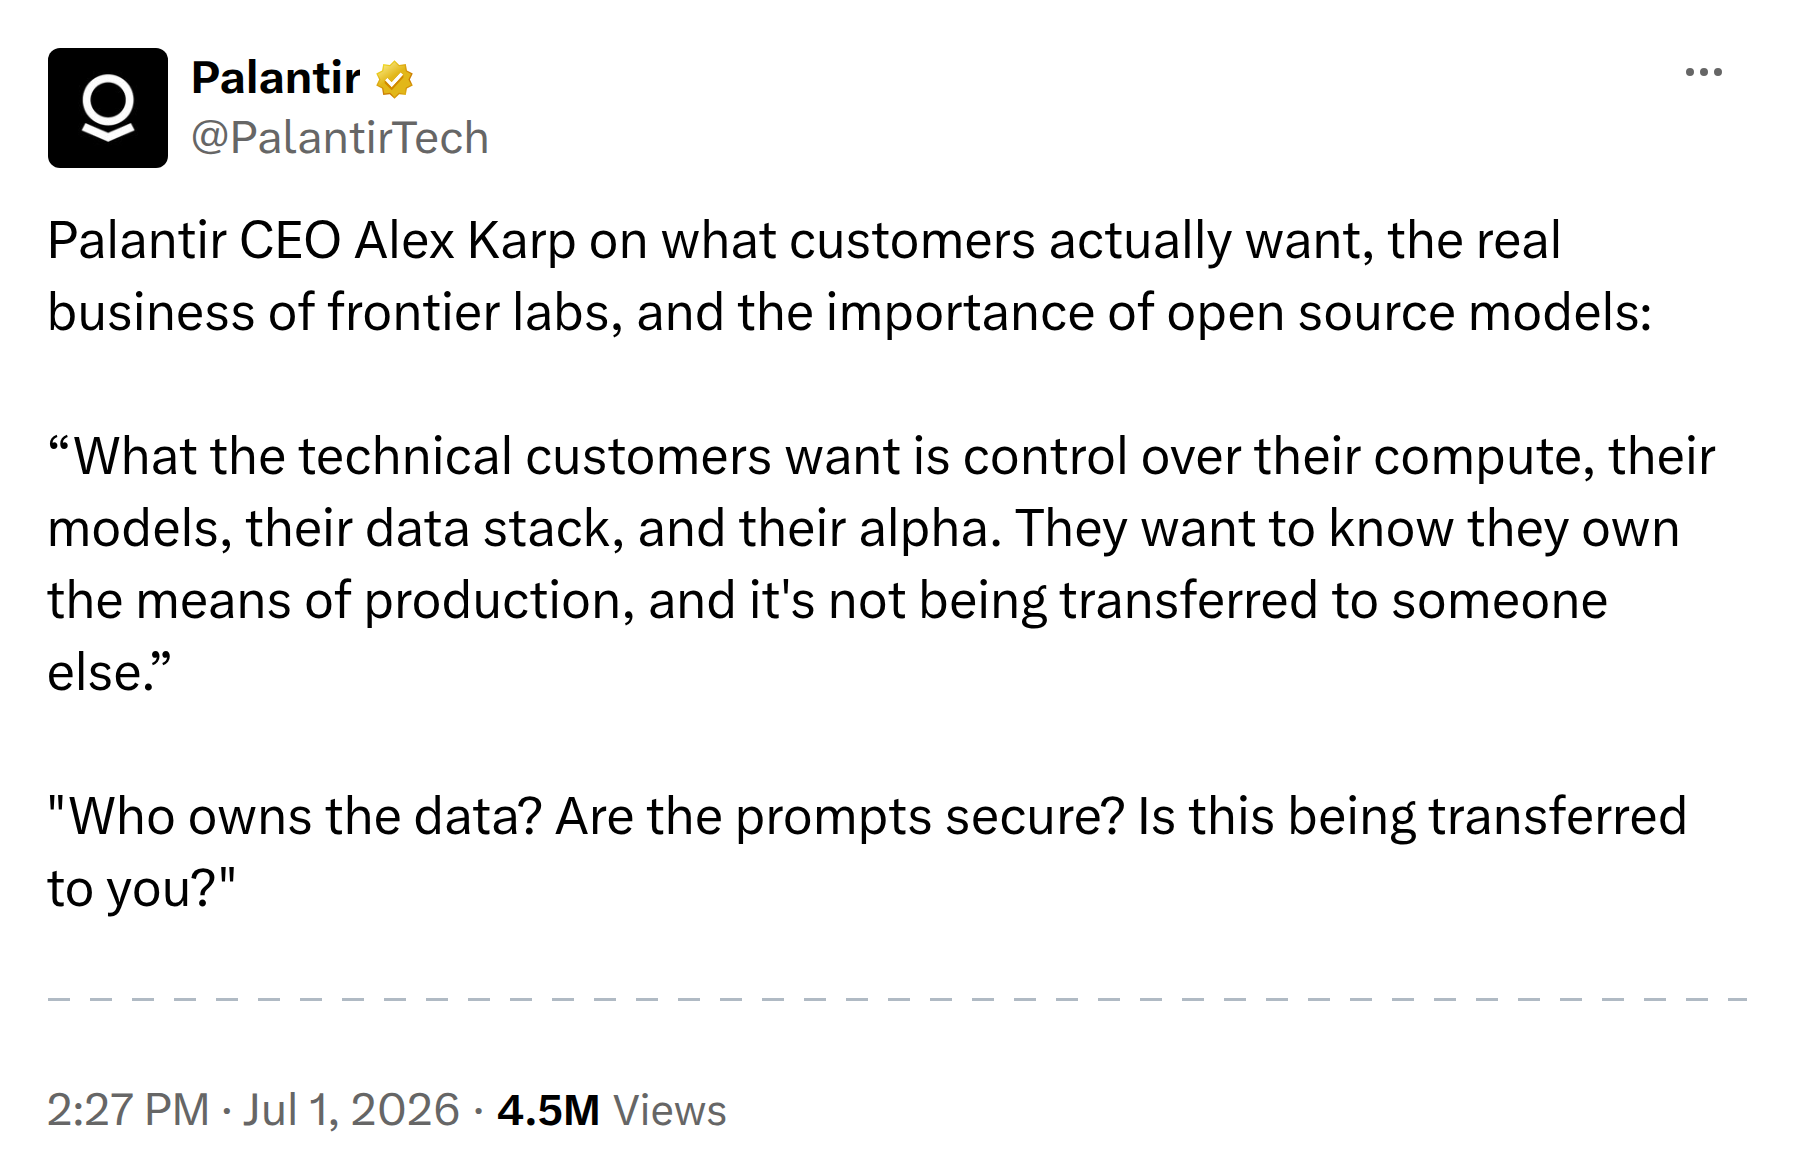 Palantir
@PalantirTech
Palantir CEO Alex Karp on what customers actually want, the real
business of frontier labs, and the importance of open source models:
“What the technical customers want is control over their compute, their
models, their data stack, and their alpha. They want to know they own
the means of production, and it's not being transferred to someone
else.”
"Who owns the data? Are the prompts secure? Is this being transferred
to you?"
2:27 PM · Jul 1, 2026 · 4.5M Views